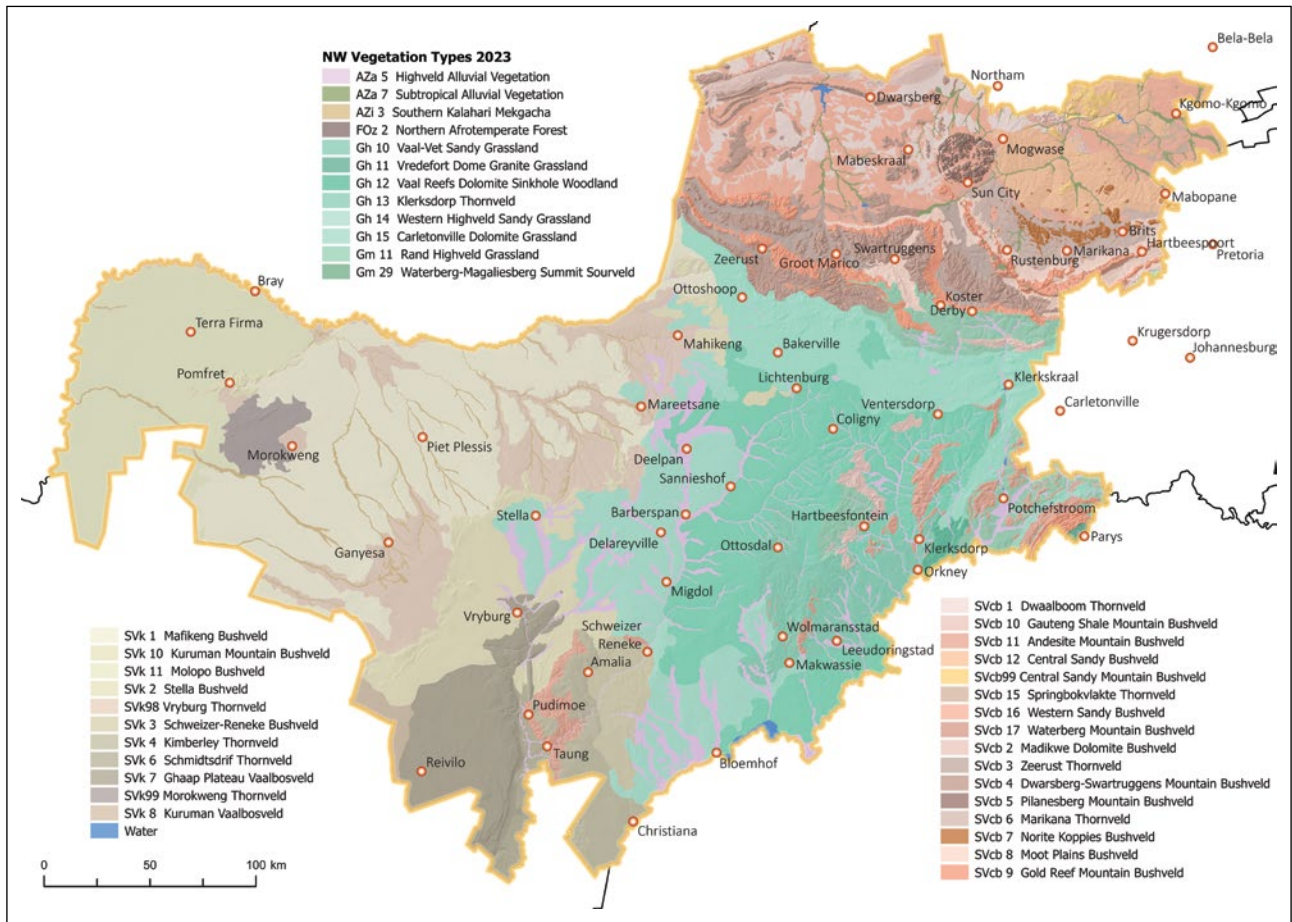 NW Vegetation Types 2023
AZa 5 Highveld Alluvial Vegetation
AZa 7 Subtropical Alluvial Vegetation
AZi 3 Southern Kalahari Mekgacha
FOz 2 Northern Afrotemperate Forest
Gh 10 Vaal-Vet Sandy Grassland
Gh 11 Vredefort Dome Granite Grassland
Gh 12 Vaal Reefs Dolomite Sinkhole Woodland
Gh 13 Klerksdorp Thornveld
Gh 14 Western Highveld Sandy Grassland
Gh 15 Carletonville Dolomite Grassland
Gm 11 Rand Highveld Grassland
Gm 29 Waterberg-Magaliesberg Summit Sourveld
Bela-Bela
Northam
Dwarsberg
Kgomo-Kgomo
Mabeskraal
Mogwase
Sun City
Mabopane
Brits
Swartruggens
Hartbeespoort
Zeerust
Groot Marico
Rustenburg
Marikana
Pretoria
Bray
Ottoshoop
Koster
Derby
Terra Firma
Mahikeng
Bakerville
Krugersdorp
Johannesburg
Pomfret
Lichtenburg
Klerkskraal
Mareetsane
Ventersdorp
Carletonville
Coligny
Morokweng
Piet Plessis
Deelpan
Sannieshof
Stella
Barberspan
Hartbeesfontein
Potchefstroom
Delareyville
Ganyesa
Ottosdal
Klerksdorp
Parys
Orkney
Migdol
Vryburg
Schweizer
Reneke
Wolmaransstad
Leeudoringstad
Amalia
Makwassie
Pudimoe
Taung
Bloemhof
Reivilo
Christiana
SVk 1 Mafikeng Bushveld
SVk 10 Kuruman Mountain Bushveld
SVk 11 Molopo Bushveld
SVk 2 Stella Bushveld
SVk98 Vryburg Thornveld
SVk 3 Schweizer-Reneke Bushveld
SVk 4 Kimberley Thornveld
SVk 6 Schmidtsdrif Thornveld
SVk 7 Ghaap Plateau Vaalbosveld
SVk99 Morokweng Thornveld
SVk 8 Kuruman Vaalbosveld
Water
0 50 100 km
SVcb 1 Dwaalboom Thornveld
SVcb 10 Gauteng Shale Mountain Bushveld
SVcb 11 Andesite Mountain Bushveld
SVcb 12 Central Sandy Bushveld
SVcb99 Central Sandy Mountain Bushveld
SVcb 15 Springbokvlakte Thornveld
SVcb 16 Western Sandy Bushveld
SVcb 17 Waterberg Mountain Bushveld
SVcb 2 Madikwe Dolomite Bushveld
SVcb 3 Zeerust Thornveld
SVcb 4 Dwarsberg-Swartruggens Mountain Bushveld
SVcb 5 Pilanesberg Mountain Bushveld
SVcb 6 Marikana Thornveld
SVcb 7 Norite Koppies Bushveld
SVcb 8 Moot Plains Bushveld
SVcb 9 Gold Reef Mountain Bushveld